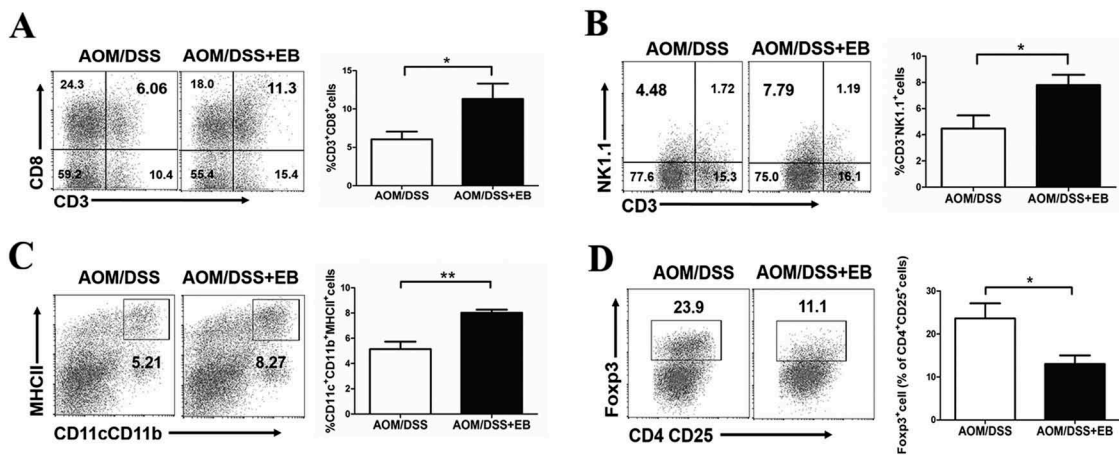 A
AOM/DSS AOM/DSS+EB
24.3 6.06 18.0 11.3
59.2 10.4 55.4 15.4
CD8
CD3
%CD3+CD8+cells
15
10
5
0
*
AOM/DSS AOM/DSS+EB
B
AOM/DSS AOM/DSS+EB
4.48 1.72 7.79 1.19
77.6 15.3 75.0 16.1
NK1.1
CD3
%CD3-NK1.1+cells
10
8
6
4
2
0
*
AOM/DSS AOM/DSS+EB
C
AOM/DSS AOM/DSS+EB
5.21 8.27
MHCII
CD11cCD11b
%CD11c+CD11b+MHCII+cells
10
8
6
4
2
0
**
AOM/DSS AOM/DSS+EB
D
AOM/DSS AOM/DSS+EB
23.9 11.1
Foxp3
CD4 CD25
Foxp3+cell (% of CD4+CD25+cells)
30
20
10
0
*
AOM/DSS AOM/DSS+EB